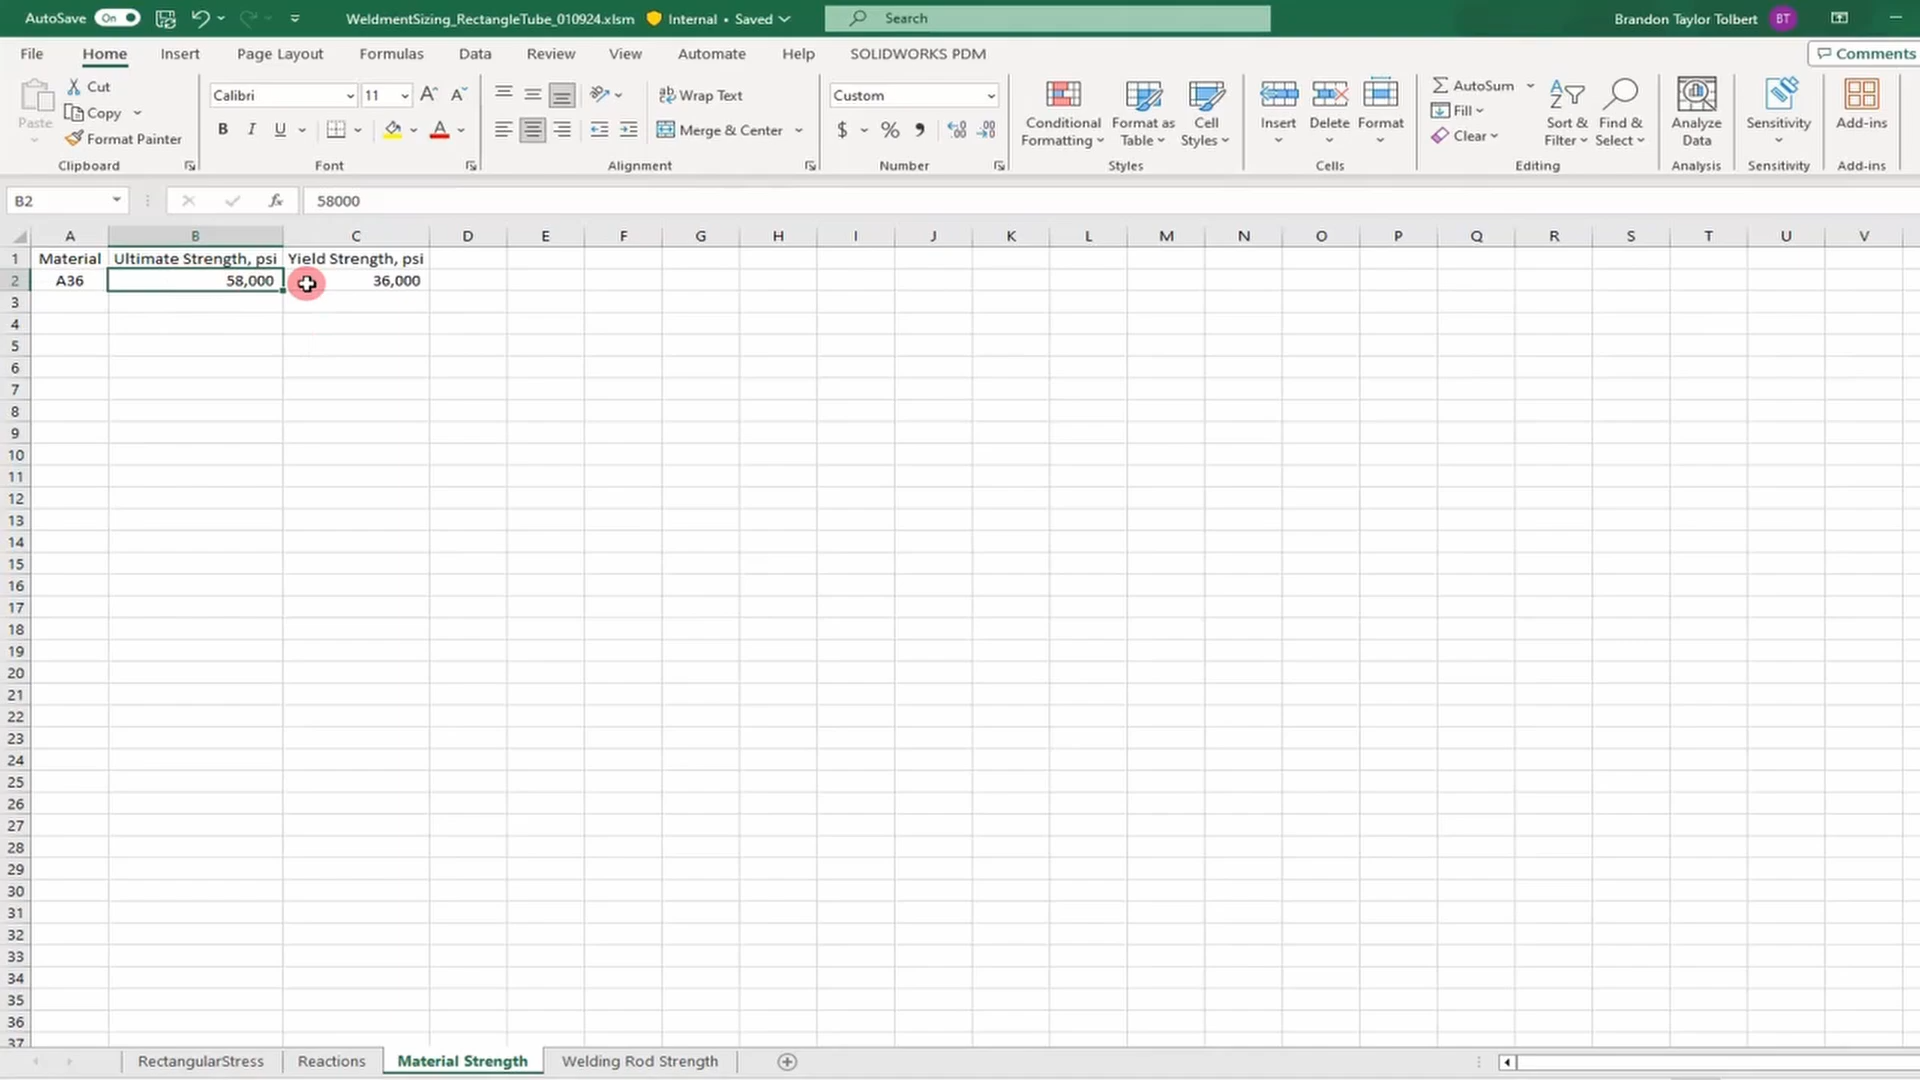 AutoSave On WeldmentSizing_RectangleTube_010924.xlsm Internal • Saved Search Brandon Taylor Tolbert BT
File Home Insert Page Layout Formulas Data Review View Automate Help SOLIDWORKS PDM Comments
Paste
Cut
Copy
Format Painter
Clipboard
Calibri 11
B I U
Font
Wrap Text
Merge & Center
Alignment
Custom
$ % ,
Number
Conditional Formatting
Format as Table
Cell Styles
Styles
Insert Delete Format
Cells
AutoSum
Fill
Clear
Sort & Filter
Find & Select
Editing
Analyze Data
Analysis
Sensitivity
Sensitivity
Add-ins
Add-ins
B2 fx 58000
A B C D E F G H I J K L M N O P Q R S T U V
1 Material Ultimate Strength, psi Yield Strength, psi
2 A36 58,000 36,000
3
4
5
6
7
8
9
10
11
12
13
14
15
16
17
18
19
20
21
22
23
24
25
26
27
28
29
30
31
32
33
34
35
36
37
RectangularStress Reactions Material Strength Welding Rod Strength